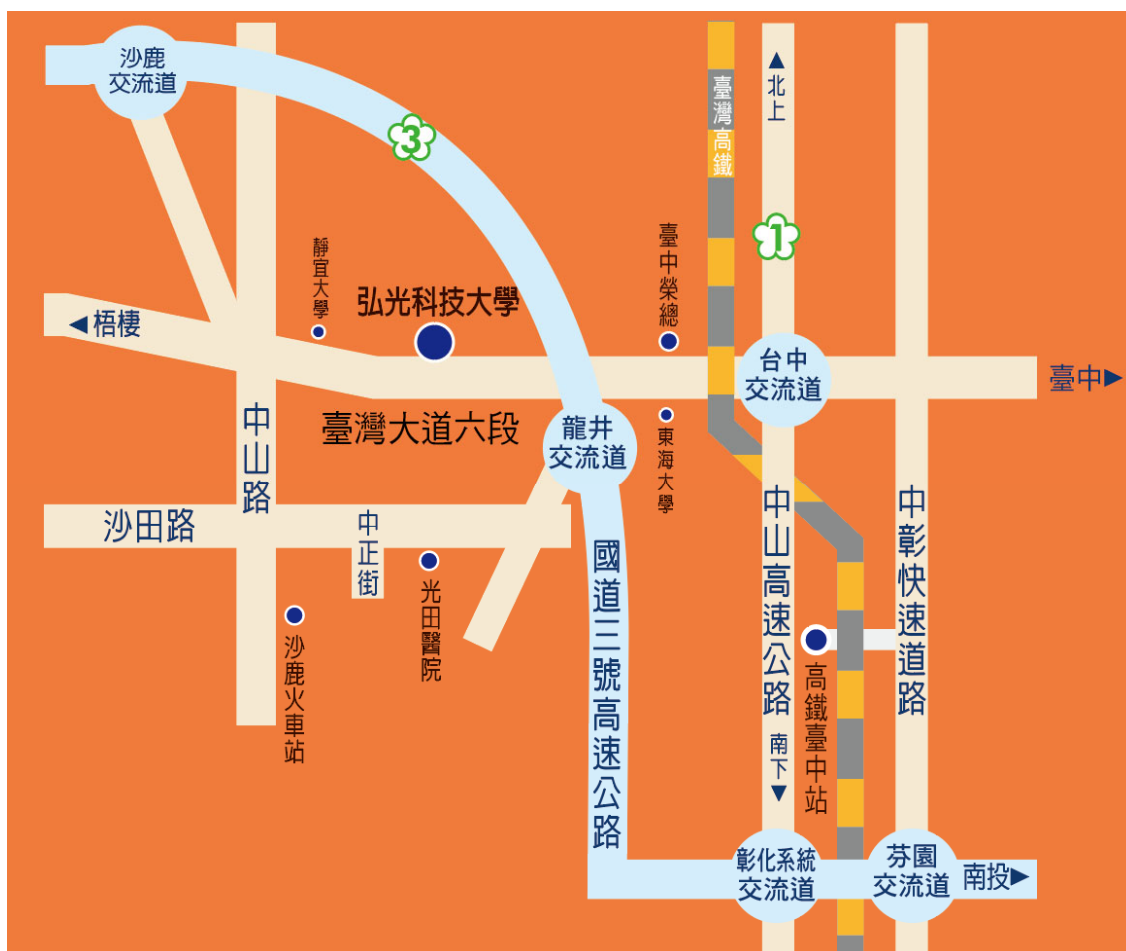 沙鹿
交流道
3
臺灣高鐵
北上
1
靜宜大學
弘光科技大學
臺中榮總
梧棲
台中
交流道
臺中
臺灣大道六段
龍井
交流道
東海大學
中山路
沙田路
中正街
光田醫院
沙鹿火車站
國道三號高速公路
中山高速公路
中彰快速道路
高鐵臺中站
南下
彰化系統
交流道
芬園
交流道
南投